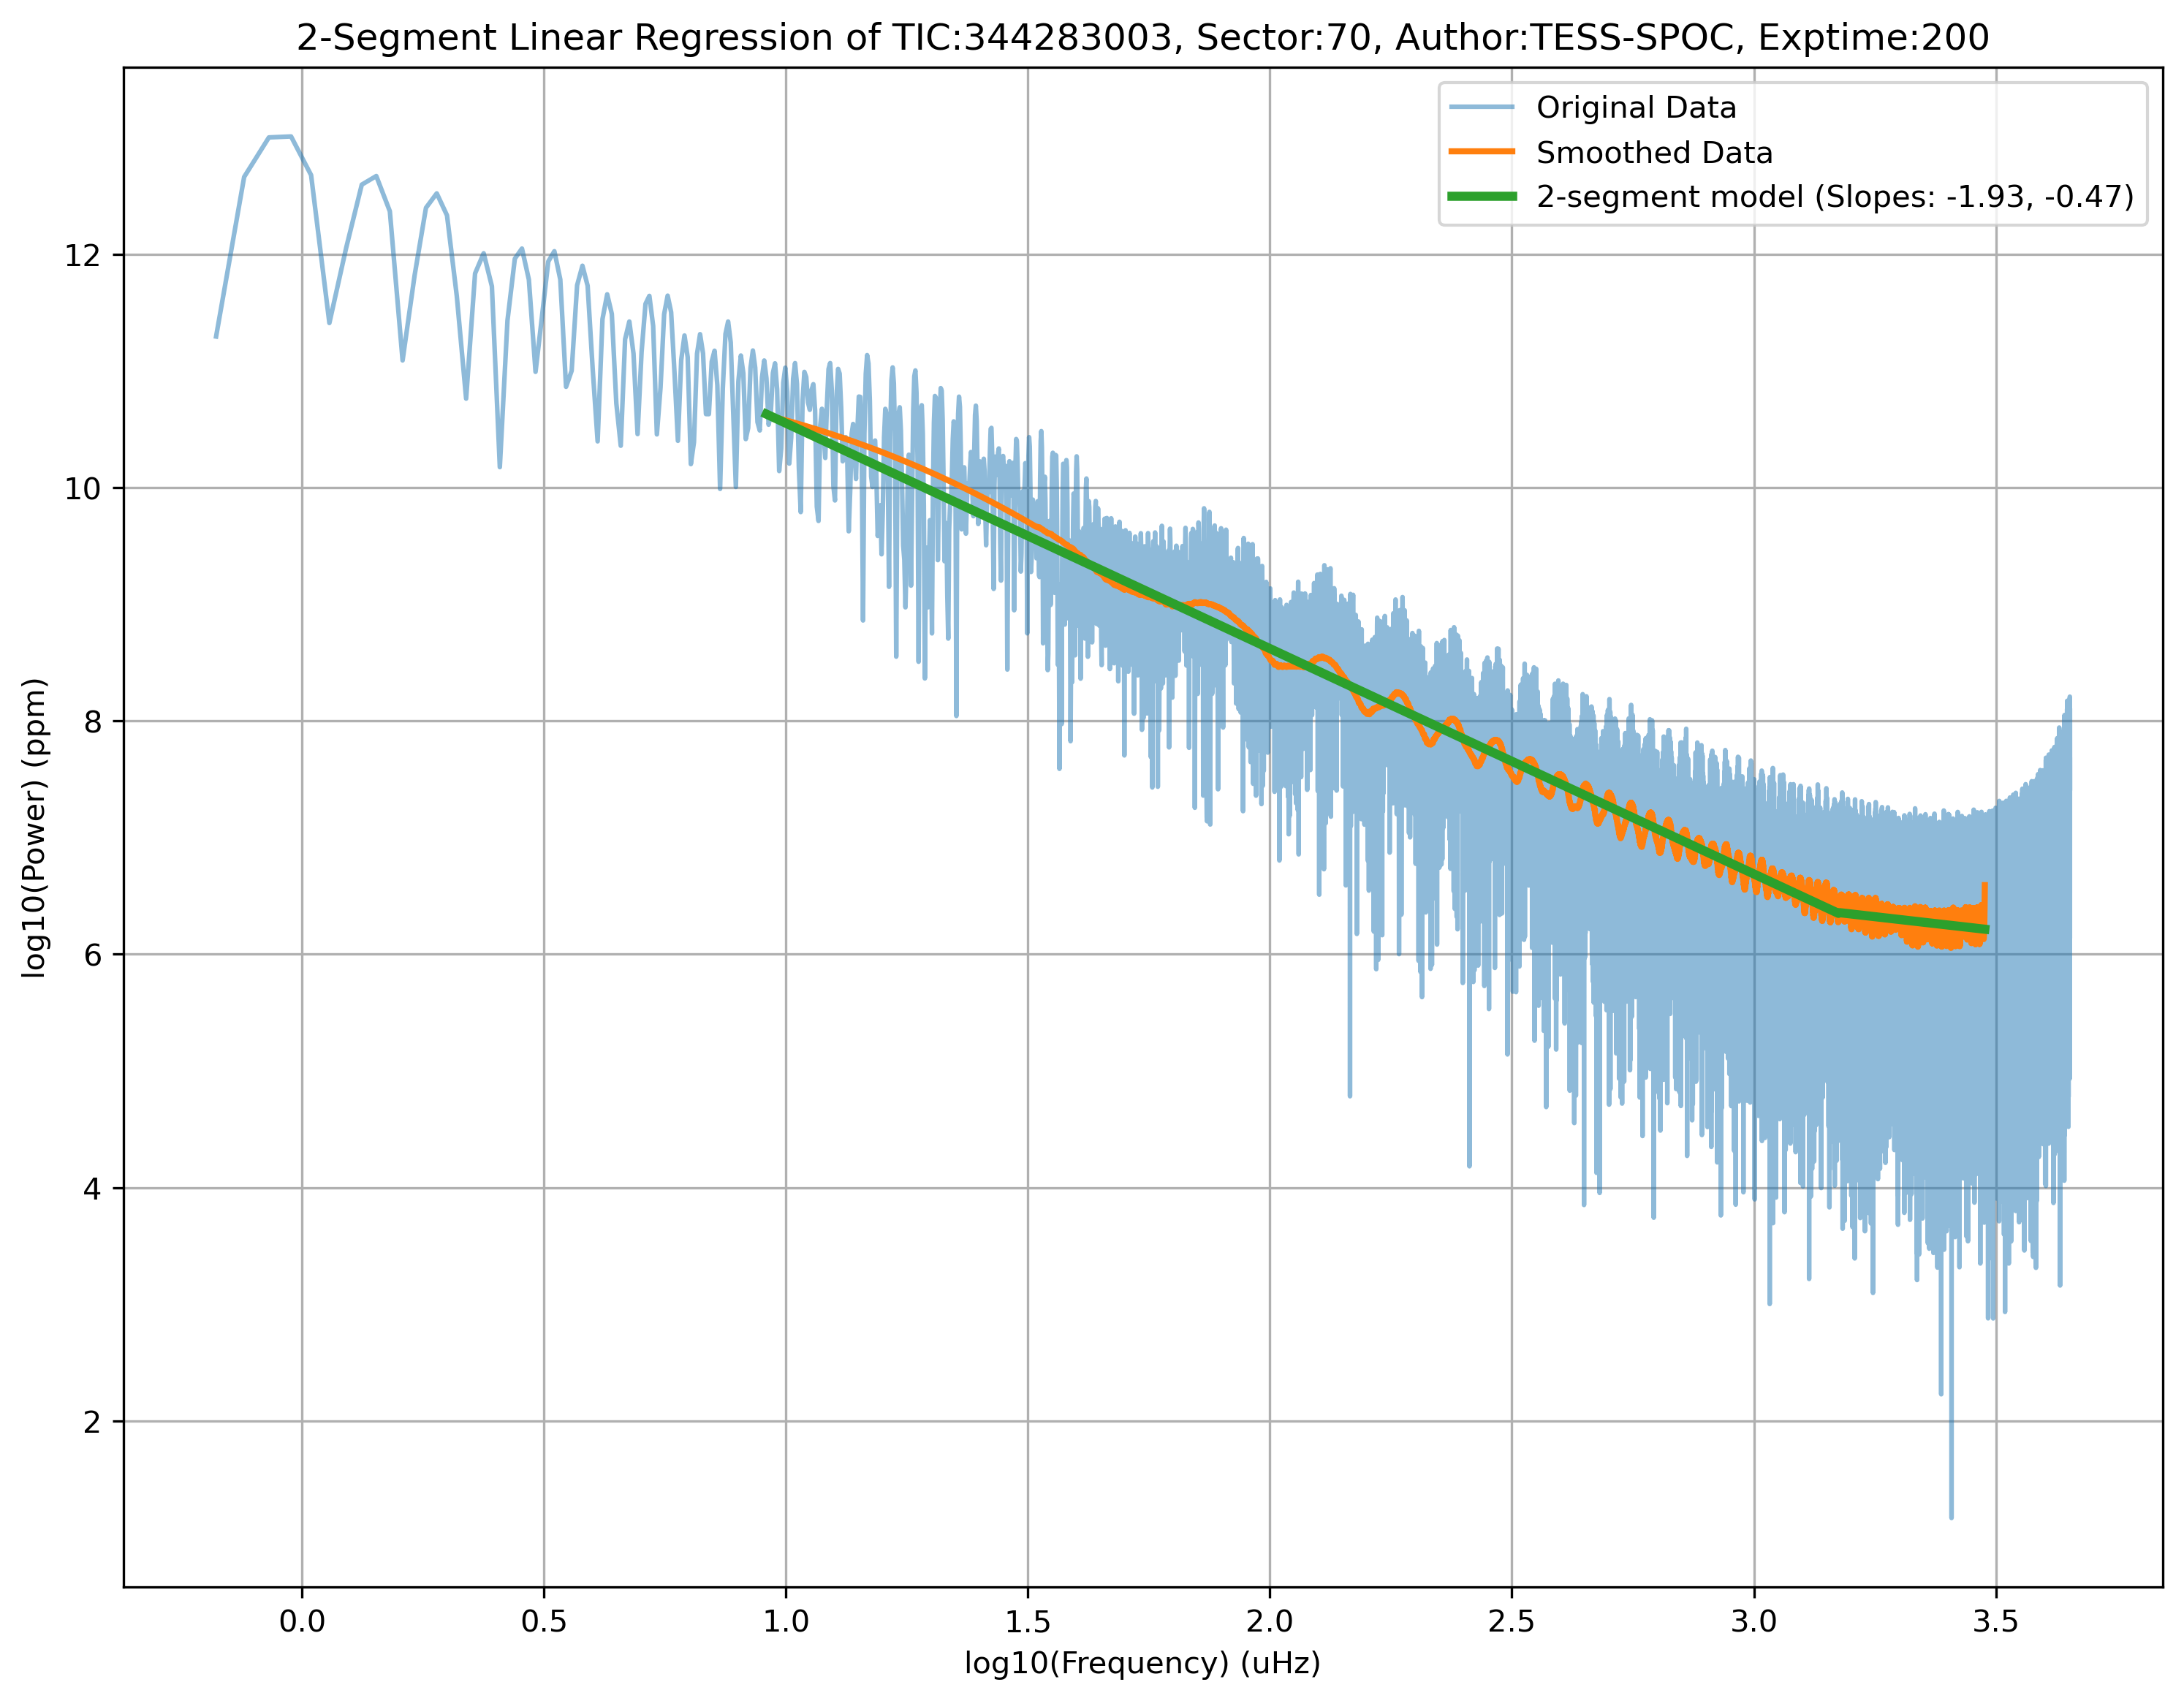 2-Segment Linear Regression of TIC:344283003, Sector:70, Author:TESS-SPOC, Exptime:200
Original Data
Smoothed Data
2-segment model (Slopes: -1.93, -0.47)
log10(Power) (ppm)
12
10
8
6
4
2
0.0 0.5 1.0 1.5 2.0 2.5 3.0 3.5
log10(Frequency) (uHz)